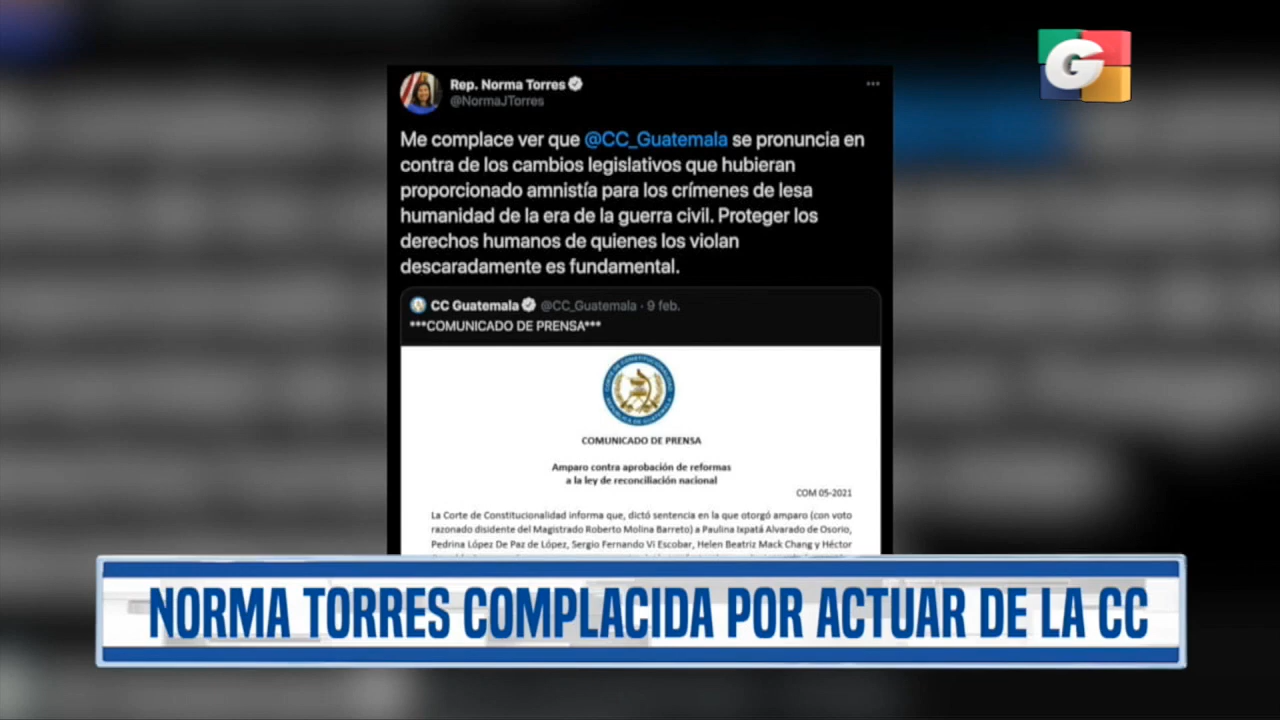 G
Rep. Norma Torres
@NormaJTorres
Me complace ver que @CC_Guatemala se pronuncia en
contra de los cambios legislativos que hubieran
proporcionado amnistía para los crímenes de lesa
humanidad de la era de la guerra civil. Proteger los
derechos humanos de quienes los violan
descaradamente es fundamental.
CC Guatemala @CC_Guatemala · 9 feb.
***COMUNICADO DE PRENSA***
CORTE DE CONSTITUCIONALIDAD
REPUBLICA DE GUATEMALA
COMUNICADO DE PRENSA
Amparo contra aprobación de reformas
a la ley de reconciliación nacional
COM 05-2021
La Corte de Constitucionalidad informa que, dictó sentencia en la que otorgó amparo (con voto
razonado disidente del Magistrado Roberto Molina Barreto) a Paulina Ixpatá Alvarado de Osorio,
Pedrina López De Paz de López, Sergio Fernando Vi Escobar, Helen Beatriz Mack Chang y Héctor
NORMA TORRES COMPLACIDA POR ACTUAR DE LA CC